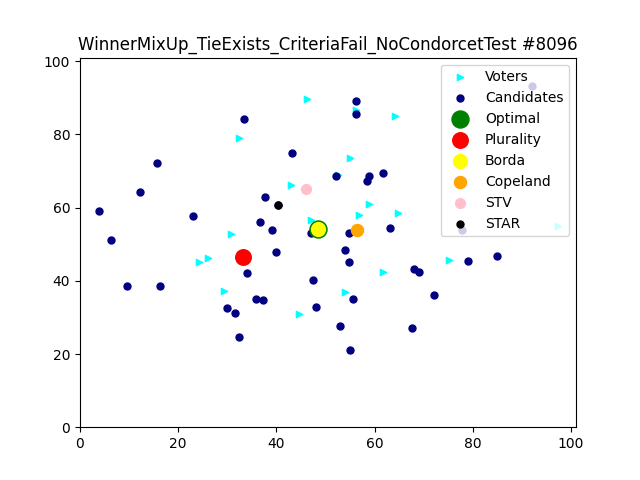 WinnerMixUp_TieExists_CriteriaFail_NoCondorcetTest #8096
100
80
60
40
20
0
0 20 40 60 80 100
Voters
Candidates
Optimal
Plurality
Borda
Copeland
STV
STAR